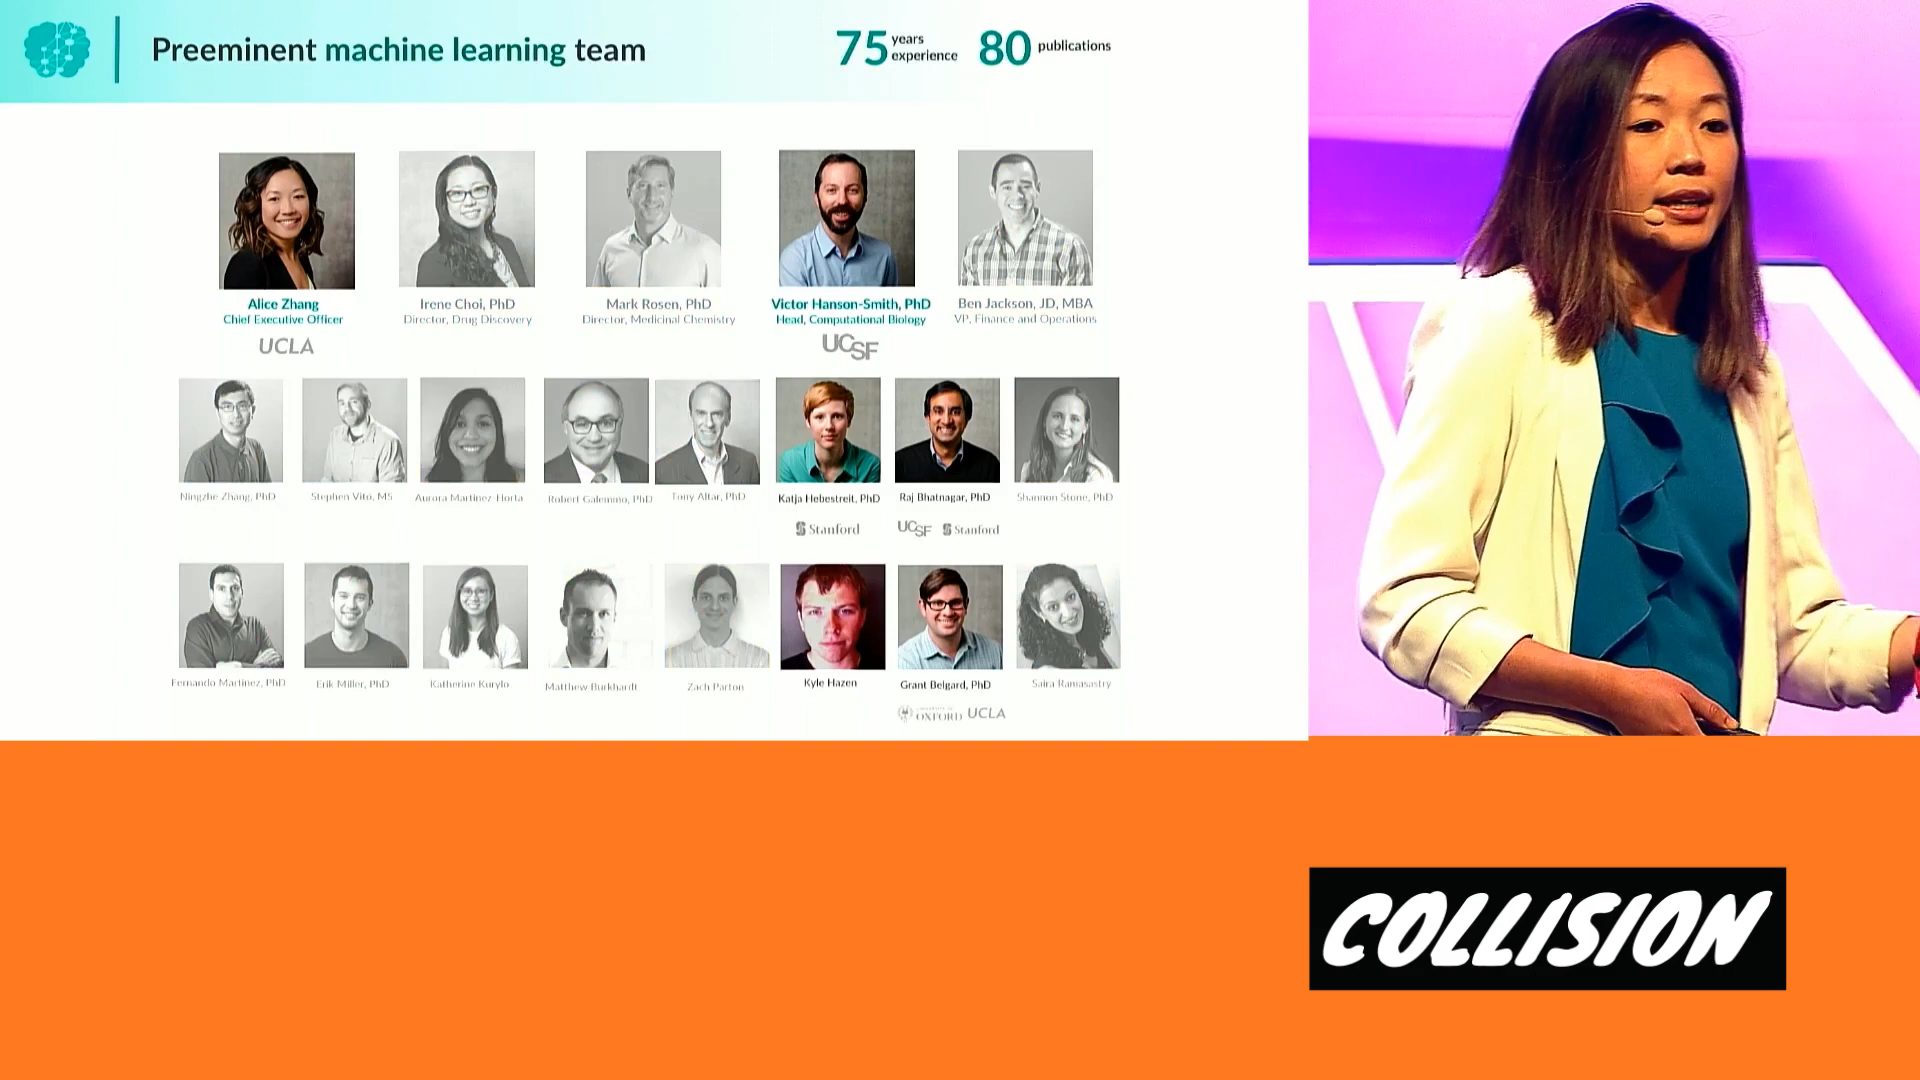 Preeminent machine learning team
75 years experience 80 publications
Alice Zhang
Chief Executive Officer
UCLA
Irene Choi, PhD
Director, Drug Discovery
Mark Rosen, PhD
Director, Medicinal Chemistry
Victor Hanson-Smith, PhD
Head, Computational Biology
UCSF
Ben Jackson, JD, MBA
VP, Finance and Operations
Ningzhe Zhang, PhD
Stephen Vito, MS
Aurora Martinez-Horta
Robert Galemmo, PhD
Tony Altar, PhD
Katja Hebestreit, PhD
Stanford
Raj Bhatnagar, PhD
UCSF Stanford
Shannon Stone, PhD
Fernando Martinez, PhD
Erik Miller, PhD
Katherine Kurylo
Matthew Burkhardt
Zach Parton
Kyle Hazen
Grant Belgard, PhD
OXFORD UCLA
Saira Ramasastry
COLLISION